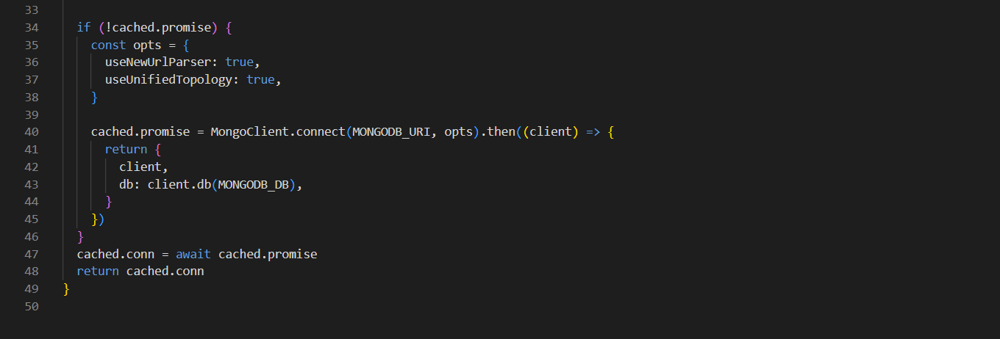 33
34 if (!cached.promise) {
35 const opts = {
36 useNewUrlParser: true,
37 useUnifiedTopology: true,
38 }
39
40 cached.promise = MongoClient.connect(MONGODB_URI, opts).then((client) => {
41 return {
42 client,
43 db: client.db(MONGODB_DB),
44 }
45 })
46 }
47 cached.conn = await cached.promise
48 return cached.conn
49 }
50